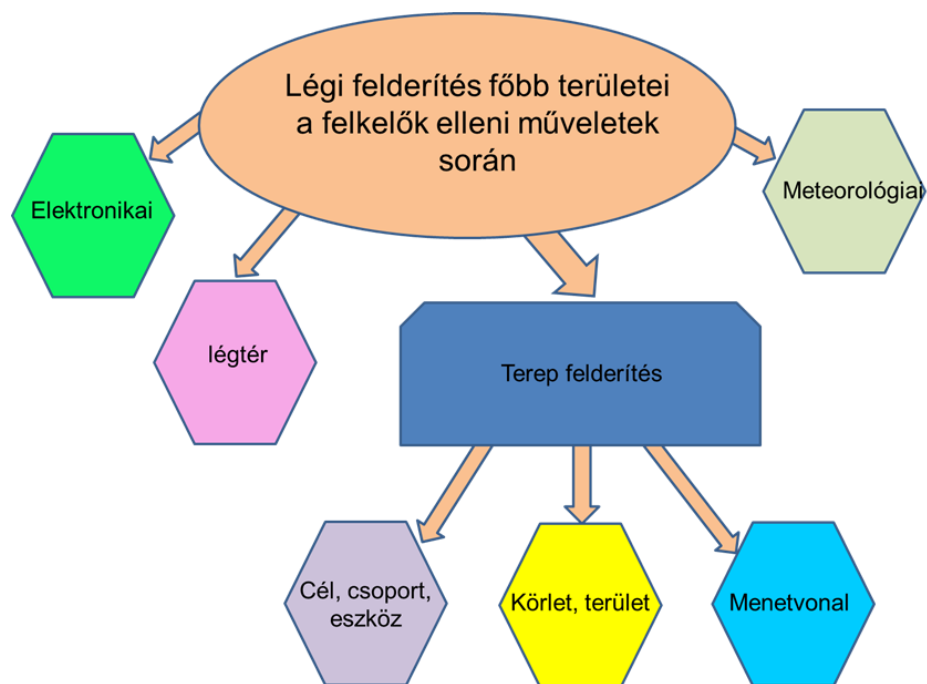 Légi felderítés főbb területei
a felkelők elleni műveletek
során
Elektronikai
Meteorológiai
légtér
Terep felderítés
Cél, csoport,
eszköz
Körlet, terület
Menetvonal